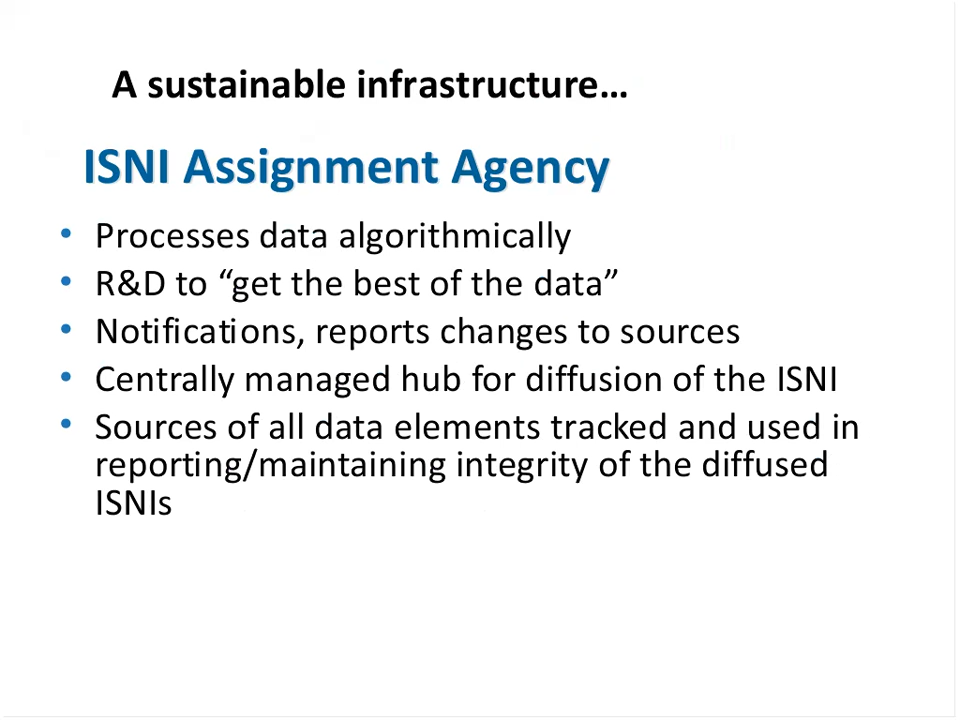 A sustainable infrastructure…
ISNI Assignment Agency
• Processes data algorithmically
• R&D to “get the best of the data”
• Notifications, reports changes to sources
• Centrally managed hub for diffusion of the ISNI
• Sources of all data elements tracked and used in
reporting/maintaining integrity of the diffused
ISNIs